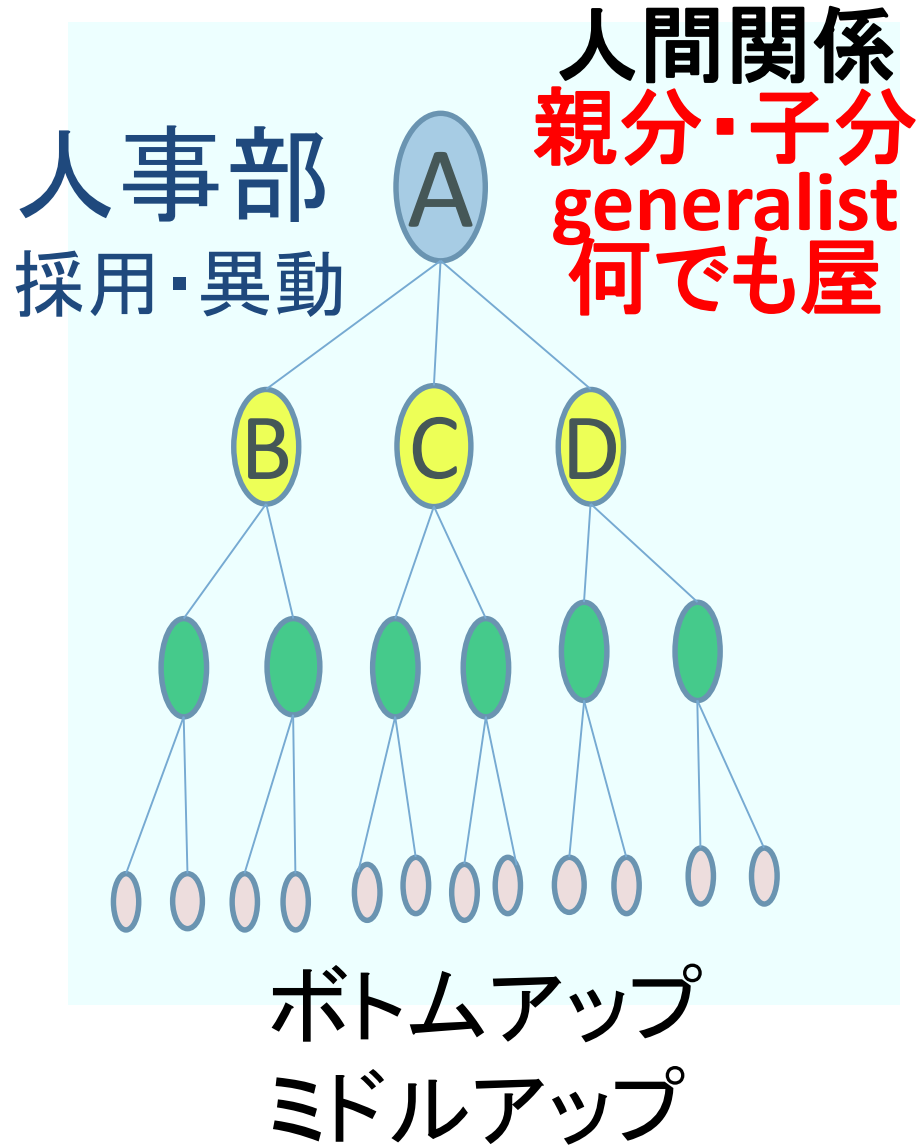 人間関係
親分・子分
generalist
何でも屋
人事部
採用・異動
A
B C D
ボトムアップ
ミドルアップ